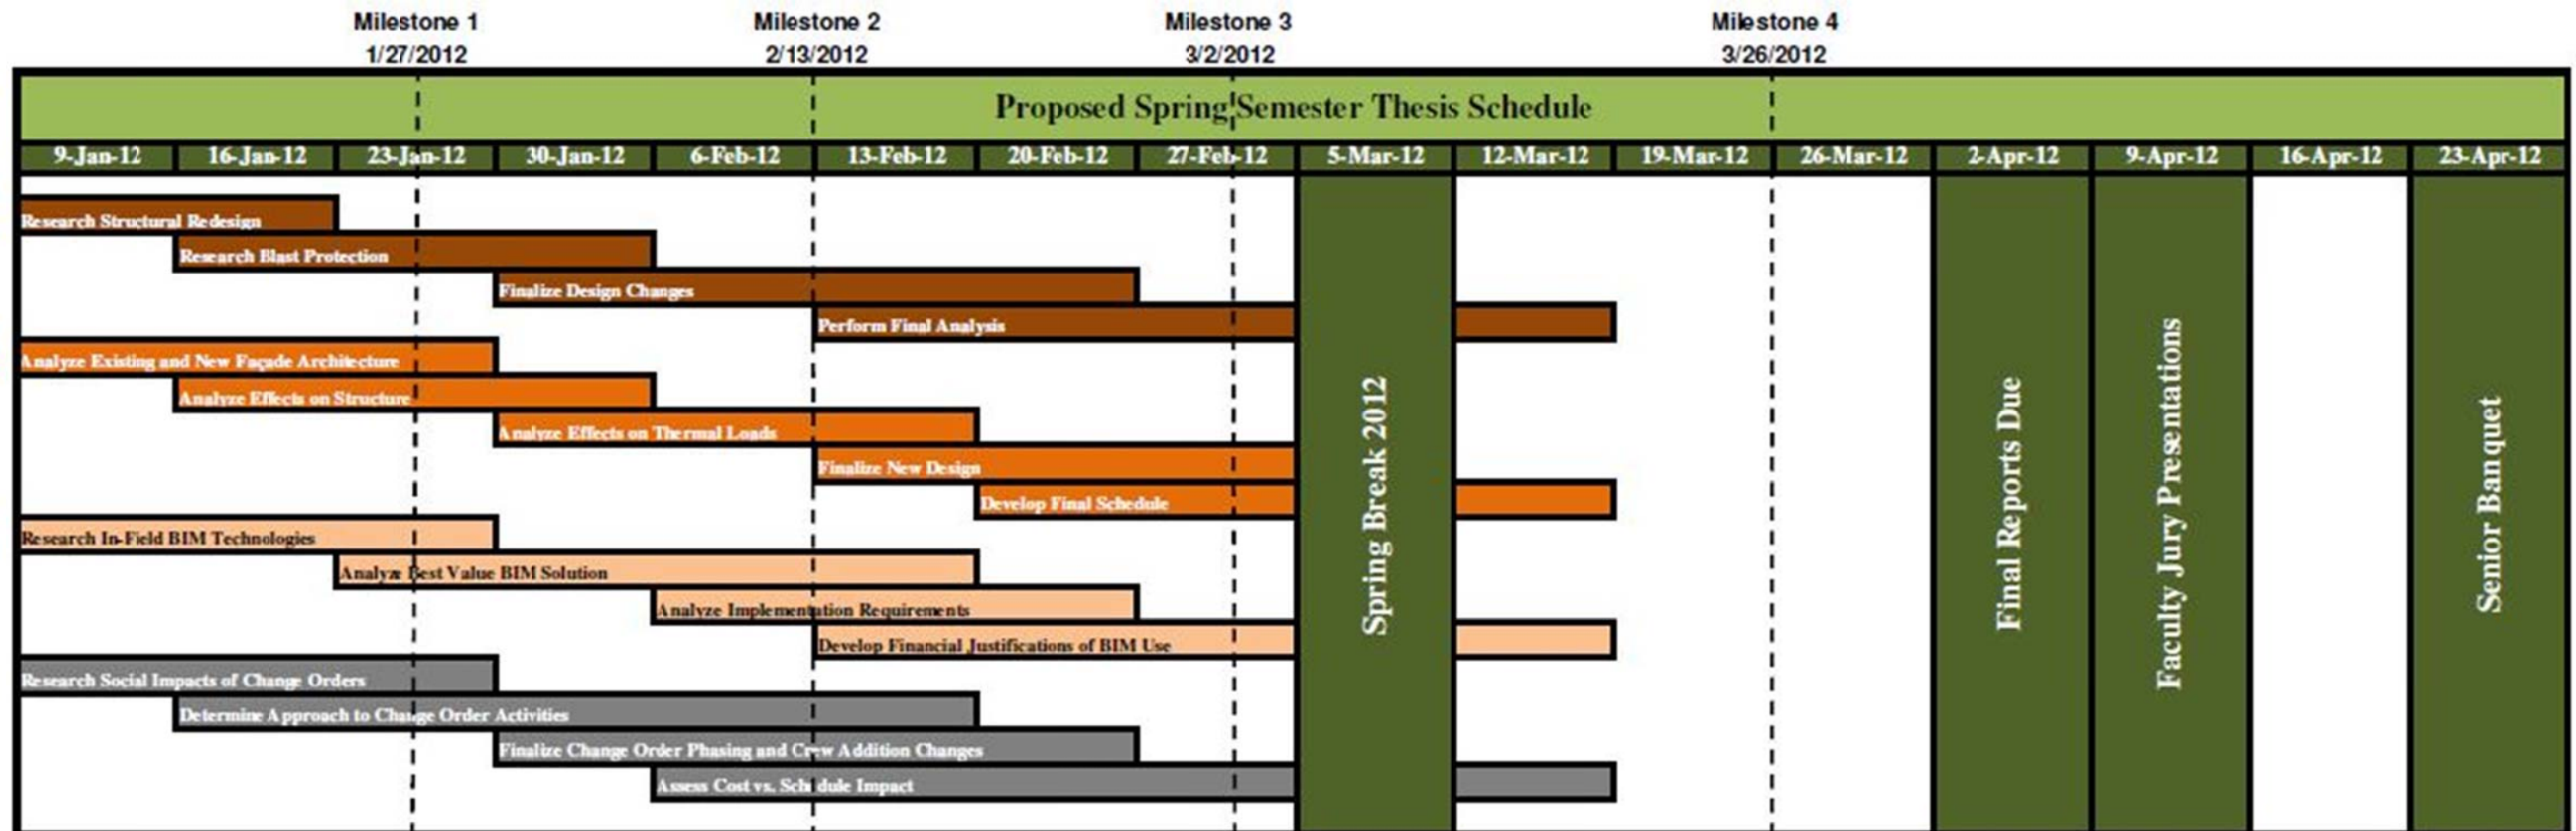 Milestone 1
1/27/2012
Milestone 2
2/13/2012
Milestone 3
3/2/2012
Milestone 4
3/26/2012
Proposed Spring Semester Thesis Schedule
9-Jan-12 16-Jan-12 23-Jan-12 30-Jan-12 6-Feb-12 13-Feb-12 20-Feb-12 27-Feb-12 5-Mar-12 12-Mar-12 19-Mar-12 26-Mar-12 2-Apr-12 9-Apr-12 16-Apr-12 23-Apr-12
Research Structural Redesign
Research Blast Protection
Finalize Design Changes
Perform Final Analysis
Analyze Existing and New Façade Architecture
Analyze Effects on Structure
Analyze Effects on Thermal Loads
Finalize New Design
Develop Final Schedule
Research In-Field BIM Technologies
Analyze Best Value BIM Solution
Analyze Implementation Requirements
Develop Financial Justifications of BIM Use
Research Social Impacts of Change Orders
Determine Approach to Change Order Activities
Finalize Change Order Phasing and Crew Addition Changes
Assess Cost vs. Schedule Impact
Spring Break 2012
Final Reports Due
Faculty Jury Presentations
Senior Banquet